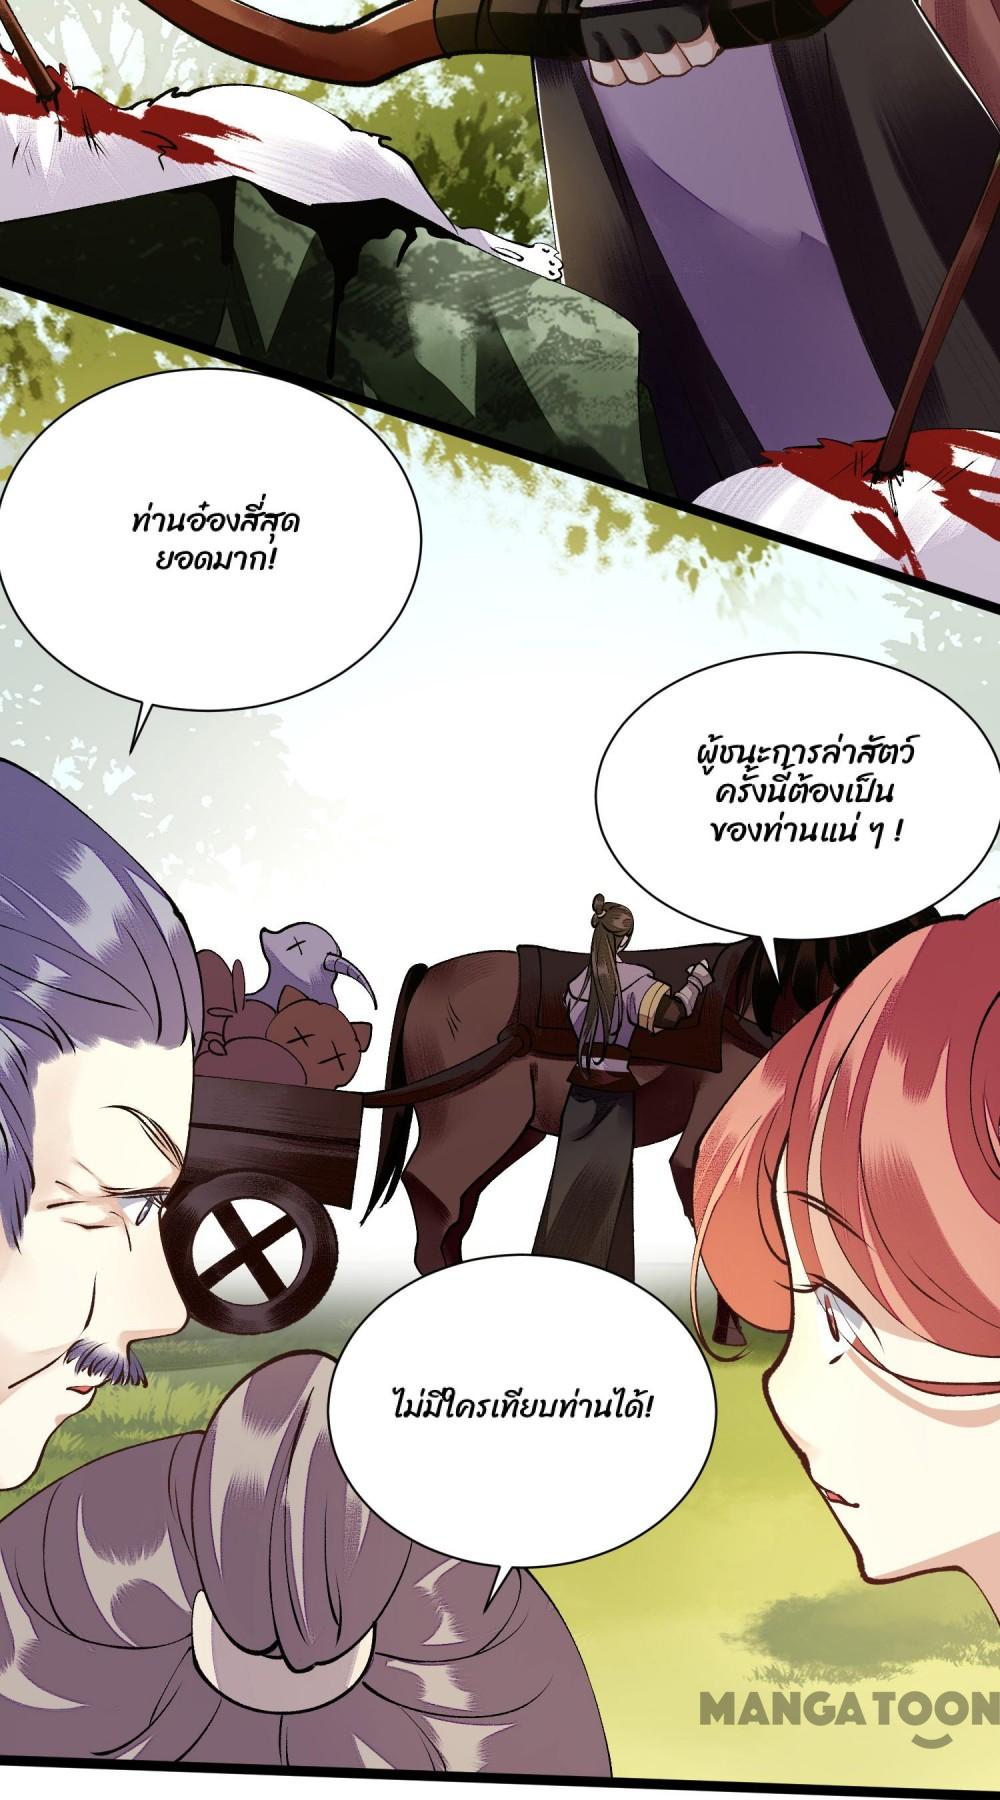 ท่านอ๋องสี่สุด
ยอดมาก!
ผู้ชนะการล่าสัตว์
ครั้งนี้ต้องเป็น
ของท่านแน่ ๆ !
ไม่มีใครเทียบท่านได้!
MANGATOON